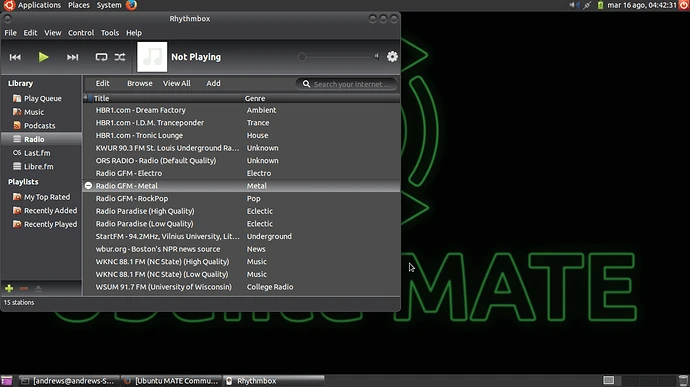 Applications Places System
mar 16 ago, 04:42:31
Rhythmbox
File Edit View Control Tools Help
Not Playing
Library
Play Queue
Music
Podcasts
Radio
Last.fm
Libre.fm
Playlists
My Top Rated
Recently Added
Recently Played
Edit Browse View All Add
Search your Internet ...
Title Genre
HBR1.com - Dream Factory Ambient
HBR1.com - I.D.M. Tranceponder Trance
HBR1.com - Tronic Lounge House
KWUR 90.3 FM St. Louis Underground Ra... Unknown
ORS RADIO - Radio (Default Quality) Unknown
Radio GFM - Electro Electro
Radio GFM - Metal Metal
Radio GFM - RockPop Pop
Radio Paradise (High Quality) Eclectic
Radio Paradise (Low Quality) Eclectic
StartFM - 94.2MHz, Vilnius University, Lit... Underground
wbur.org - Boston's NPR news source News
WKNC 88.1 FM (NC State) (High Quality) Music
WKNC 88.1 FM (NC State) (Low Quality) Music
WSUM 91.7 FM (University of Wisconsin) College Radio
15 stations
MATE
[andrews@andrews-S... [Ubuntu MATE Commu... Rhythmbox